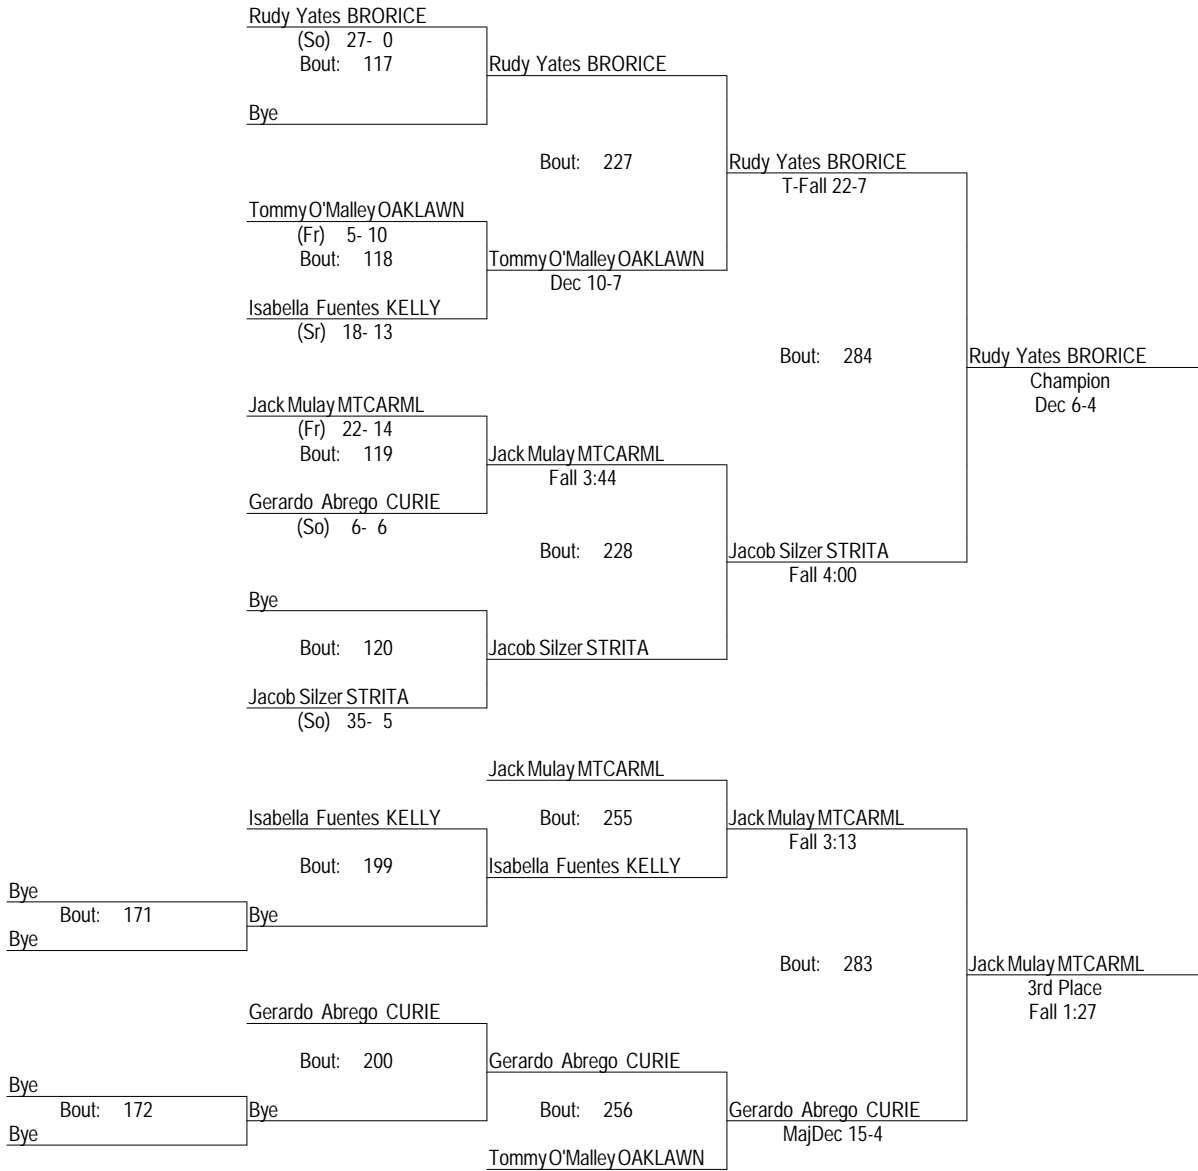 Rudy Yates BRORICE
(So) 27- 0
Bout: 117
Rudy Yates BRORICE
Bye
Bout: 227
Rudy Yates BRORICE
T-Fall 22-7
Tommy O'Malley OAKLAWN
(Fr) 5- 10
Bout: 118
Tommy O'Malley OAKLAWN
Dec 10-7
Isabella Fuentes KELLY
(Sr) 18- 13
Bout: 284
Rudy Yates BRORICE
Champion
Dec 6-4
Jack Mulay MTCARML
(Fr) 22- 14
Bout: 119
Jack Mulay MTCARML
Fall 3:44
Gerardo Abrego CURIE
(So) 6- 6
Bout: 228
Jacob Silzer STRITA
Fall 4:00
Bye
Bout: 120
Jacob Silzer STRITA
Jacob Silzer STRITA
(So) 35- 5
Jack Mulay MTCARML
Isabella Fuentes KELLY
Bout: 255
Jack Mulay MTCARML
Fall 3:13
Bout: 199
Isabella Fuentes KELLY
Bye
Bout: 171
Bye
Bye
Bout: 283
Jack Mulay MTCARML
3rd Place
Fall 1:27
Gerardo Abrego CURIE
Bout: 200
Gerardo Abrego CURIE
Bye
Bout: 172
Bye
Bye
Bout: 256
Gerardo Abrego CURIE
MajDec 15-4
Tommy O'Malley OAKLAWN